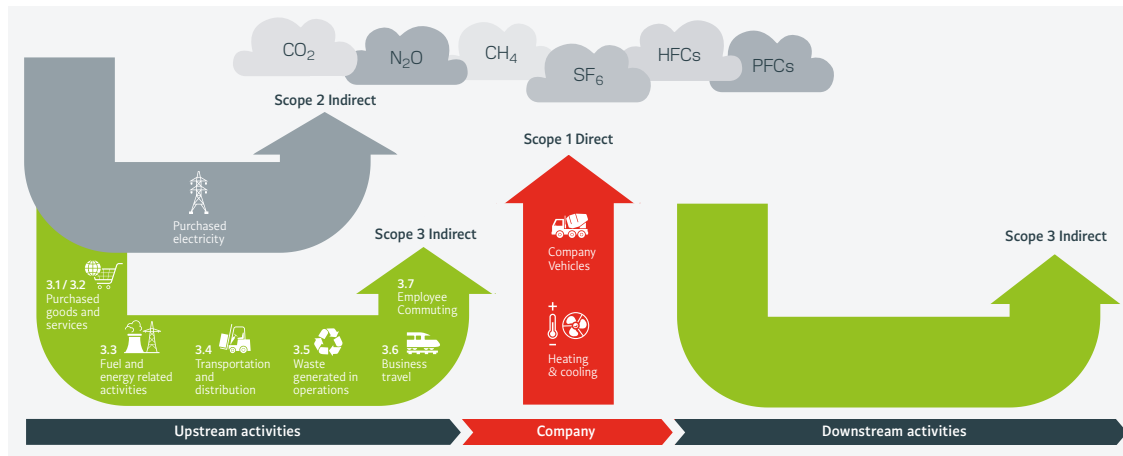 CO₂
N₂O
CH₄
SF₆
HFCs
PFCs
Scope 2 Indirect
Purchased
electricity
Scope 3 Indirect
3.1 / 3.2
Purchased
goods and
services
3.3
Fuel and
energy related
activities
3.4
Transportation
and
distribution
3.5
Waste
generated in
operations
3.6
Business
travel
3.7
Employee
Commuting
Scope 1 Direct
Company
Vehicles
+
–
Heating
& cooling
Scope 3 Indirect
Upstream activities
Company
Downstream activities